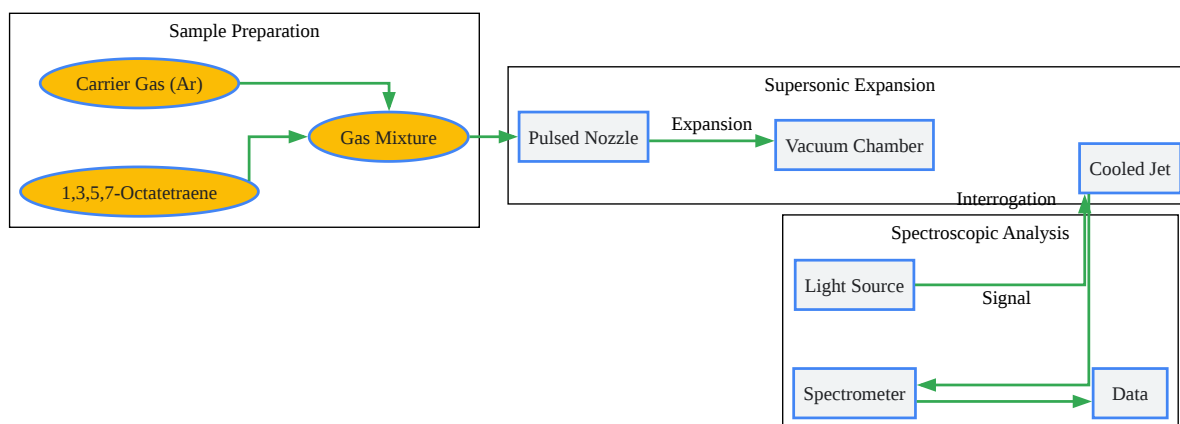 Sample Preparation
Carrier Gas (Ar)
Gas Mixture
1,3,5,7-Octatetraene
Supersonic Expansion
Pulsed Nozzle
Expansion
Vacuum Chamber
Cooled Jet
Interrogation
Spectroscopic Analysis
Light Source
Signal
Spectrometer
Data